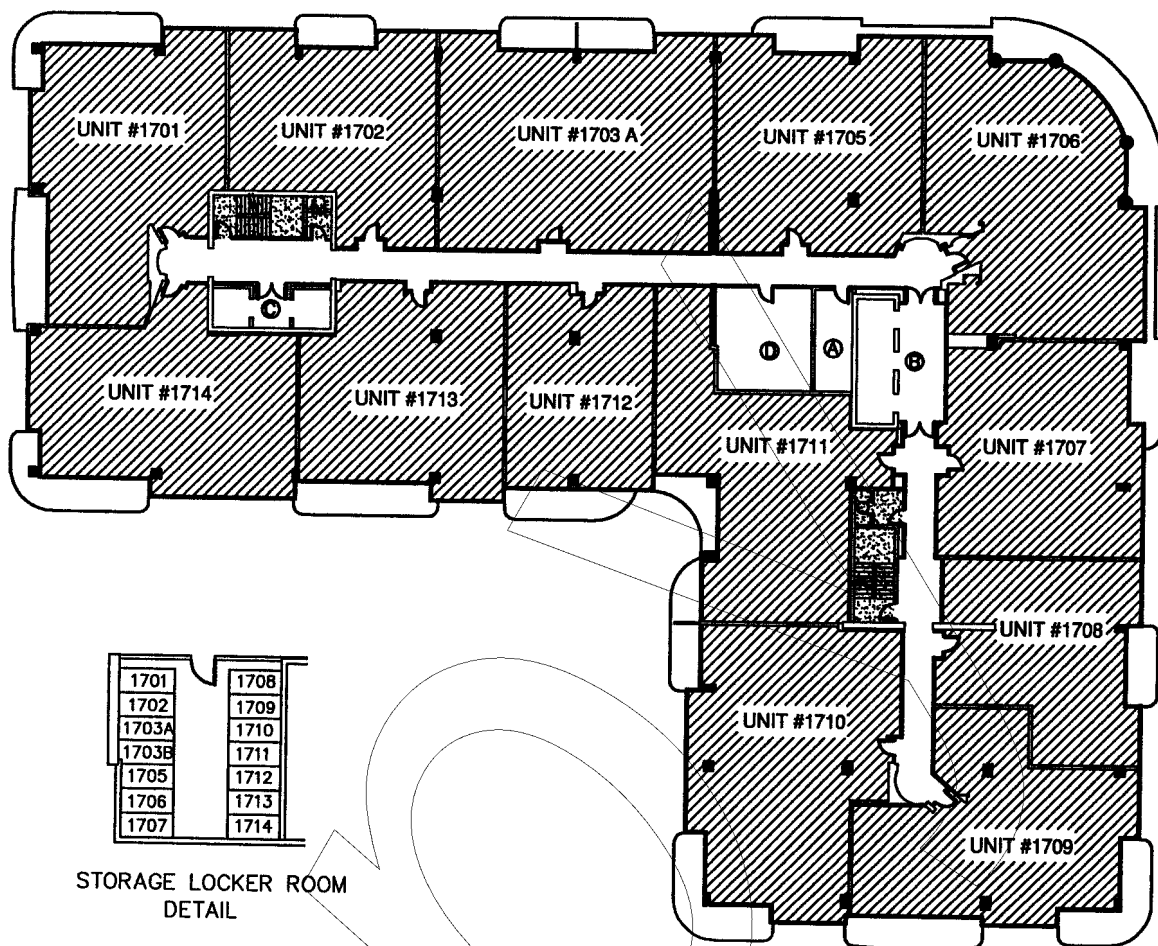 UNIT #1701
UNIT #1702
UNIT #1703 A
UNIT #1705
UNIT #1706
C
D
A
B
UNIT #1714
UNIT #1713
UNIT #1712
UNIT #1711
UNIT #1707
UNIT #1708
UNIT #1710
UNIT #1709
1701
1702
1703A
1703B
1705
1706
1707
1708
1709
1710
1711
1712
1713
1714
STORAGE LOCKER ROOM
DETAIL